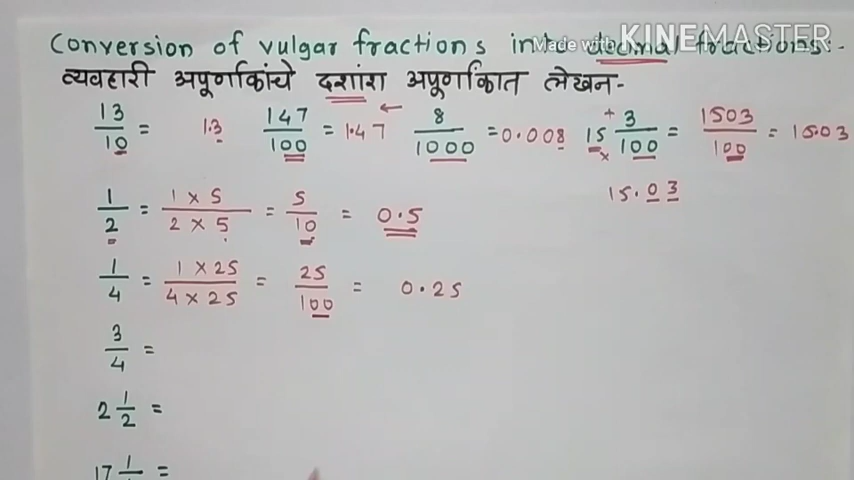 Conversion of vulgar fractions into decimal fractions:-
Made with KINEMASTER
व्यवहारी अपूर्णांकांचे दशांश अपूर्णांकात लेखन-
13/10 = 1.3 147/100 = 1.47 ← 8/1000 = 0.008 15 + × 3/100 = 1503/100 = 15.03
15.03
1/2 = 1 × 5 / 2 × 5 = 5/10 = 0.5
1/4 = 1 × 25 / 4 × 25 = 25/100 = 0.25
3/4 =
2 1/2 =
17 1/ =